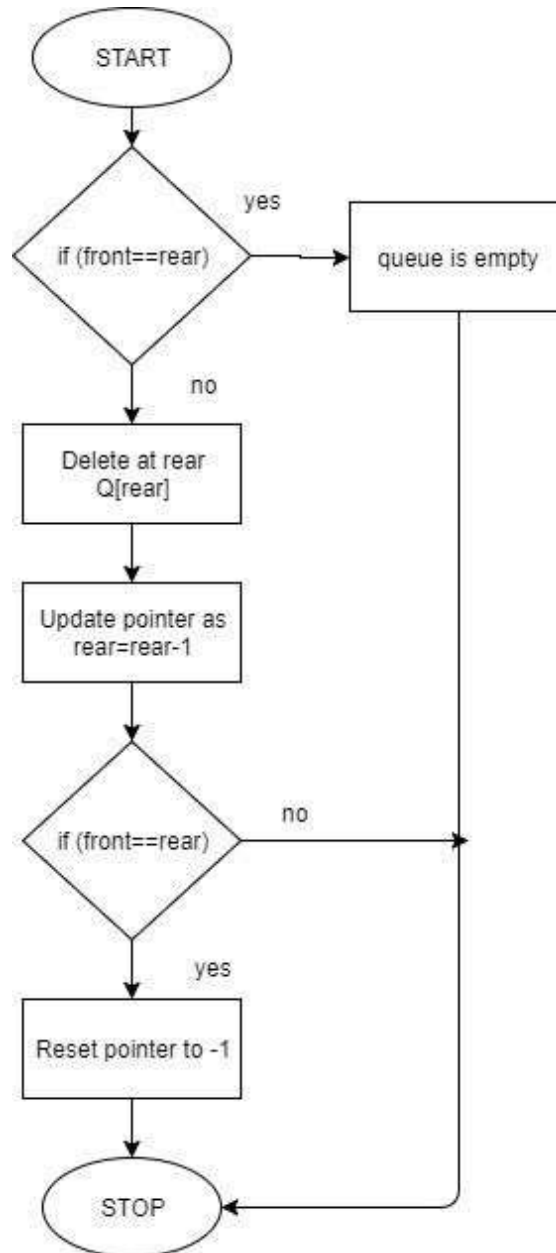 START
if (front==rear)
yes
queue is empty
no
Delete at rear
Q[rear]
Update pointer as
rear=rear-1
if (front==rear)
no
yes
Reset pointer to -1
STOP